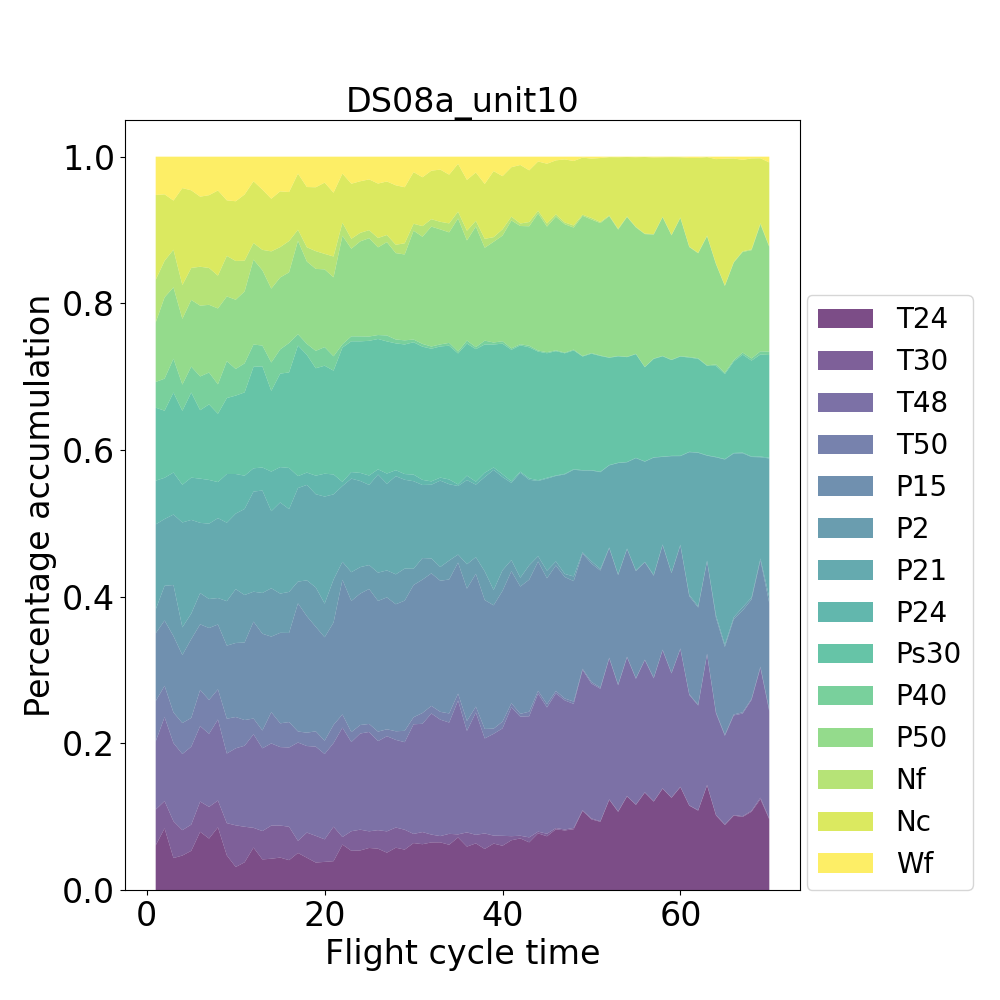 DS08a_unit10
Percentage accumulation
1.0
0.8
0.6
0.4
0.2
0.0
0 20 40 60
Flight cycle time
T24
T30
T48
T50
P15
P2
P21
P24
Ps30
P40
P50
Nf
Nc
Wf